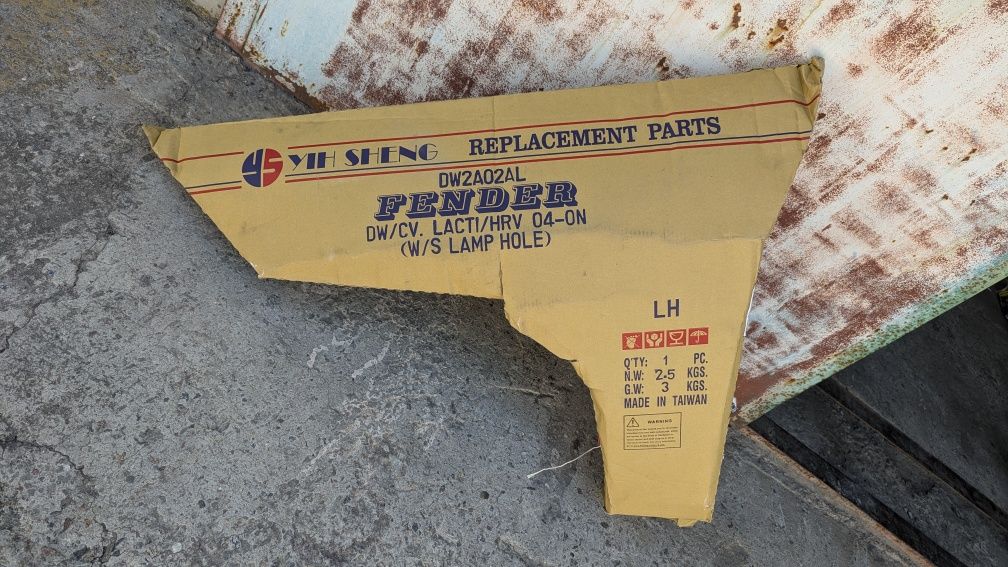 YS YIH SHENG REPLACEMENT PARTS
DW2A02AL
FENDER
DW/CV. LACTI/HRV 04-ON
(W/S LAMP HOLE)
LH
Q'TY: 1 PC.
N.W: 2.5 KGS.
G.W: 3 KGS.
MADE IN TAIWAN
WARNING